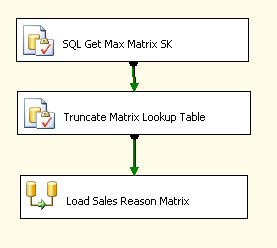 SQL Get Max Matrix SK
Truncate Matrix Lookup Table
Load Sales Reason Matrix